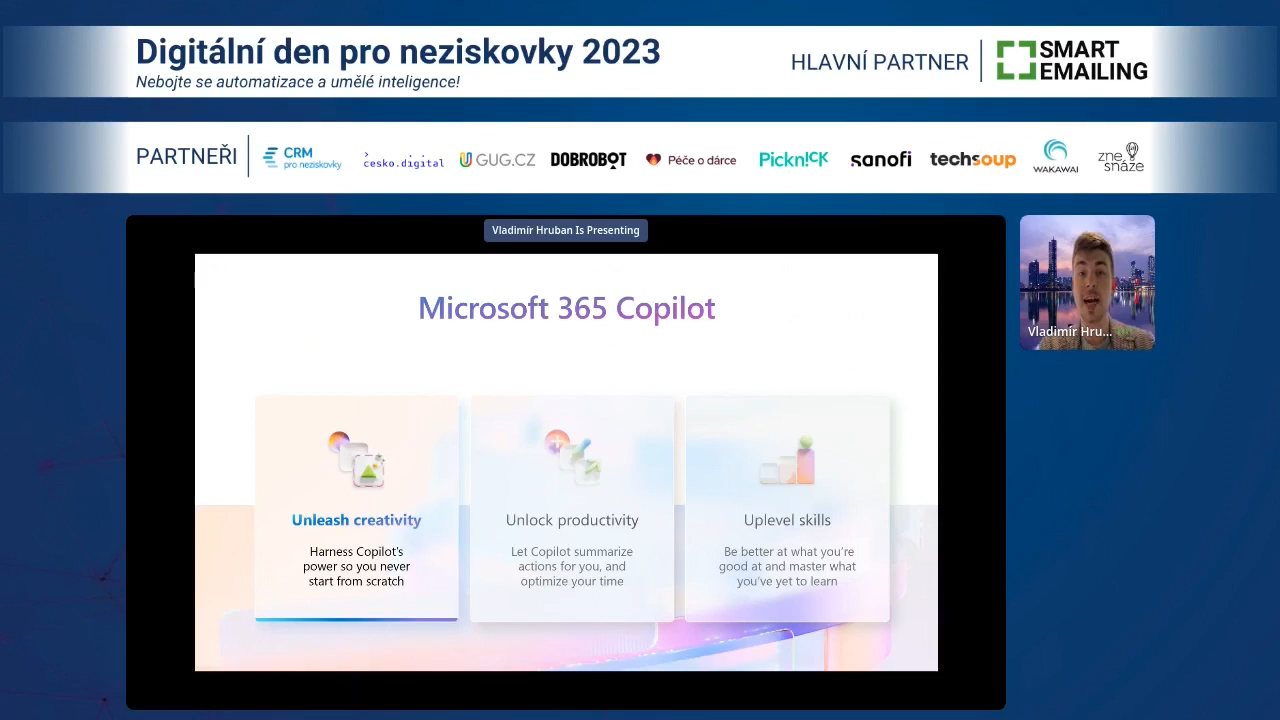 Digitální den pro neziskovky 2023
Nebojte se automatizace a umělé inteligence!
HLAVNÍ PARTNER
SMART
EMAILING
PARTNEŘI
CRM
pro neziskovky
cesko.digital
GUG.CZ
DOBROBOT
Péče o dárce
Pickn!CK
sanofi
techsoup
WAKAWAI
zne
snáze
Vladimír Hruban Is Presenting
Vladimír Hru...
Microsoft 365 Copilot
Unleash creativity
Harness Copilot's
power so you never
start from scratch
Unlock productivity
Let Copilot summarize
actions for you, and
optimize your time
Uplevel skills
Be better at what you're
good at and master what
you've yet to learn